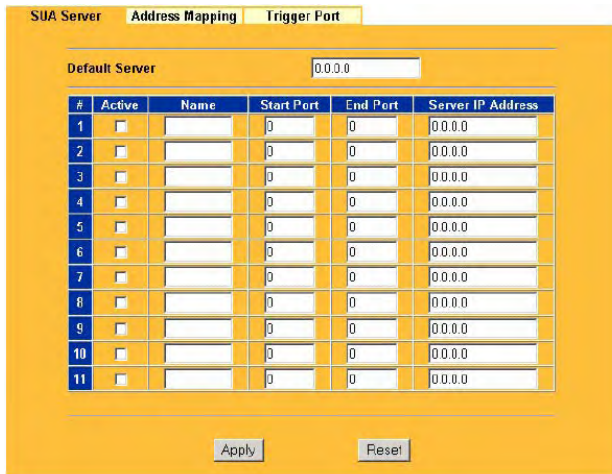 SUA Server Address Mapping Trigger Port
Default Server 0.0.0.0
# Active Name Start Port End Port Server IP Address
1 0 0 0.0.0.0
2 0 0 0.0.0.0
3 0 0 0.0.0.0
4 0 0 0.0.0.0
5 0 0 0.0.0.0
6 0 0 0.0.0.0
7 0 0 0.0.0.0
8 0 0 0.0.0.0
9 0 0 0.0.0.0
10 0 0 0.0.0.0
11 0 0 0.0.0.0
Apply Reset